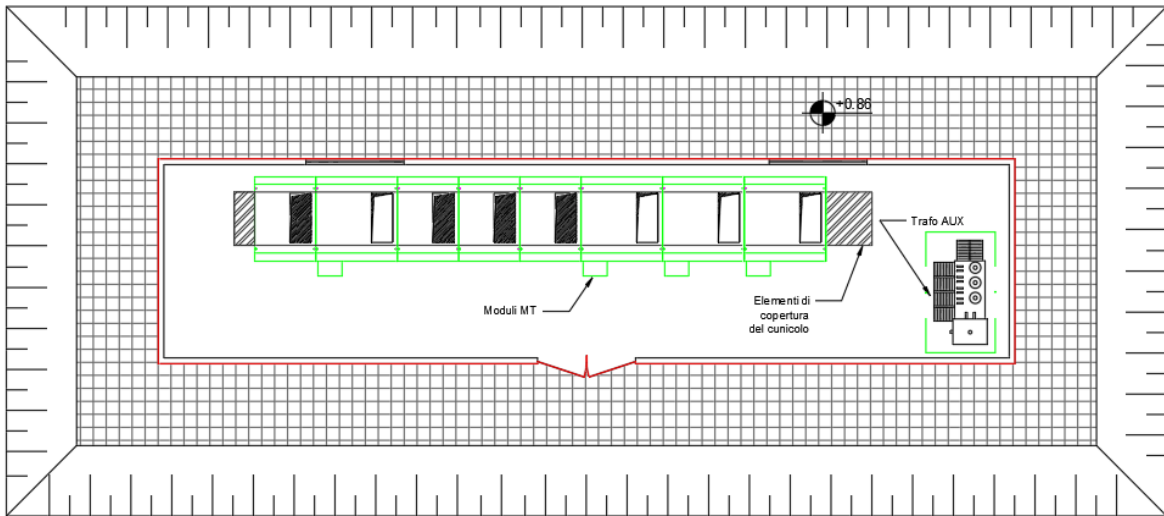 +0.86
Trafo AUX
Moduli MT
Elementi di
copertura
del cunicolo